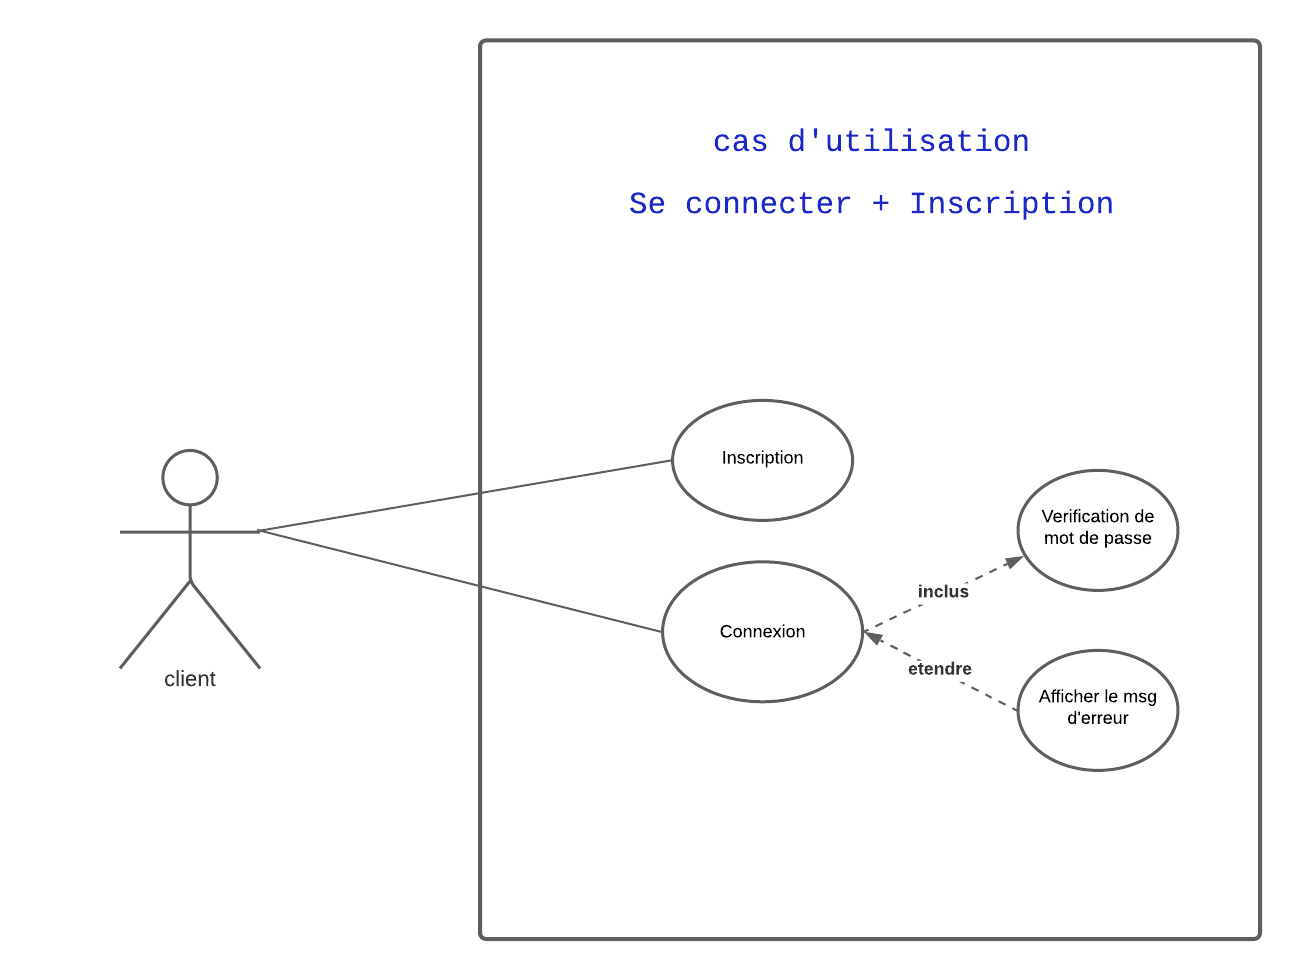 cas d'utilisation
Se connecter + Inscription
Inscription
Verification de
mot de passe
inclus
Connexion
etendre
client
Afficher le msg
d'erreur